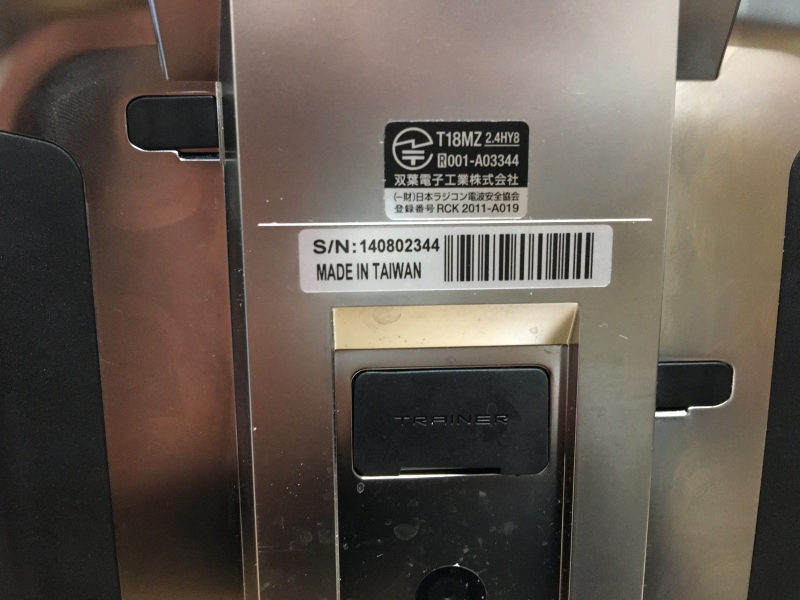 T18MZ 2.4HY8
R001-A03344
双葉電子工業株式会社
(一財)日本ラジコン電波安全協会
登録番号 RCK 2011-A019
S/N:140802344
MADE IN TAIWAN
TRAINER